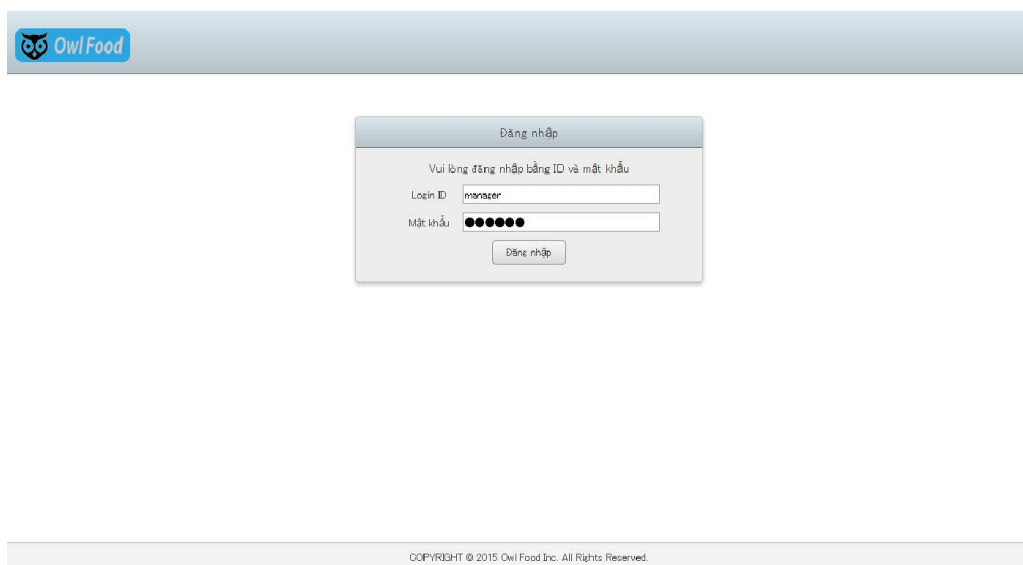 Owl Food
Đăng nhập
Vui lòng đăng nhập bằng ID và mật khẩu
Login ID manager
Mật khẩu ●●●●●●
Đăng nhập
COPYRIGHT © 2015 Owl Food Inc. All Rights Reserved.